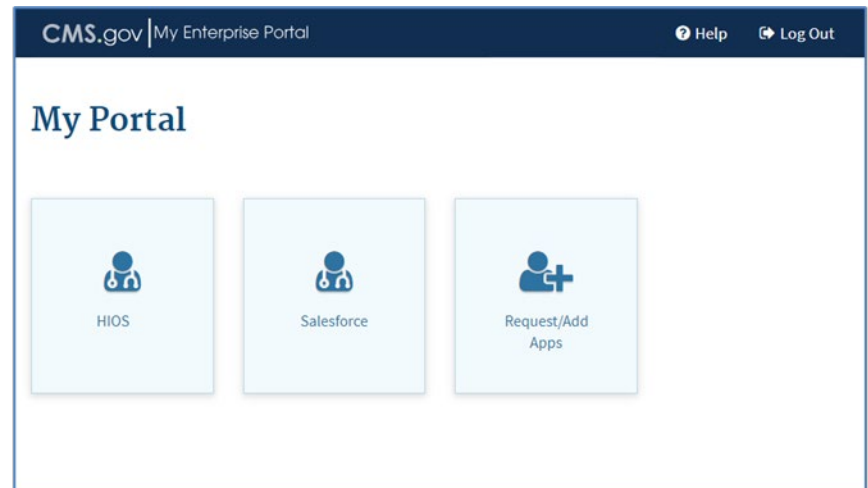 CMS.gov My Enterprise Portal
Help
Log Out
My Portal
HIOS
Salesforce
Request/Add
Apps